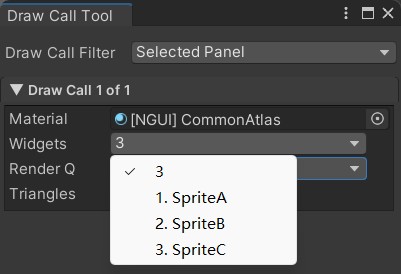 Draw Call Tool
Draw Call Filter Selected Panel
▼ Draw Call 1 of 1
Material [NGUI] CommonAtlas
Widgets 3
Render Q
✓ 3
1. SpriteA
Triangles
2. SpriteB
3. SpriteC